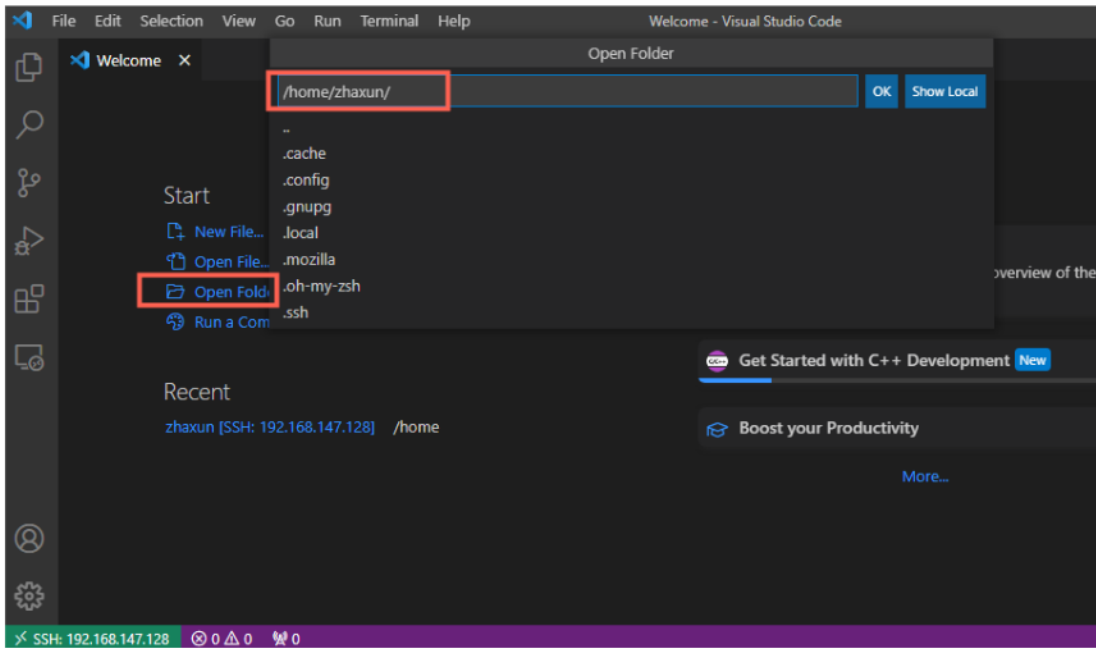 File Edit Selection View Go Run Terminal Help Welcome - Visual Studio Code
Welcome
Open Folder
/home/zhaxun/
OK
Show Local
..
.cache
.config
.gnupg
.local
.mozilla
.oh-my-zsh
.ssh
Start
New File...
Open File...
Open Folde
Run a Com
overview of the
Get Started with C++ Development New
Recent
zhaxun [SSH: 192.168.147.128] /home
Boost your Productivity
More...
SSH: 192.168.147.128 0 0 0